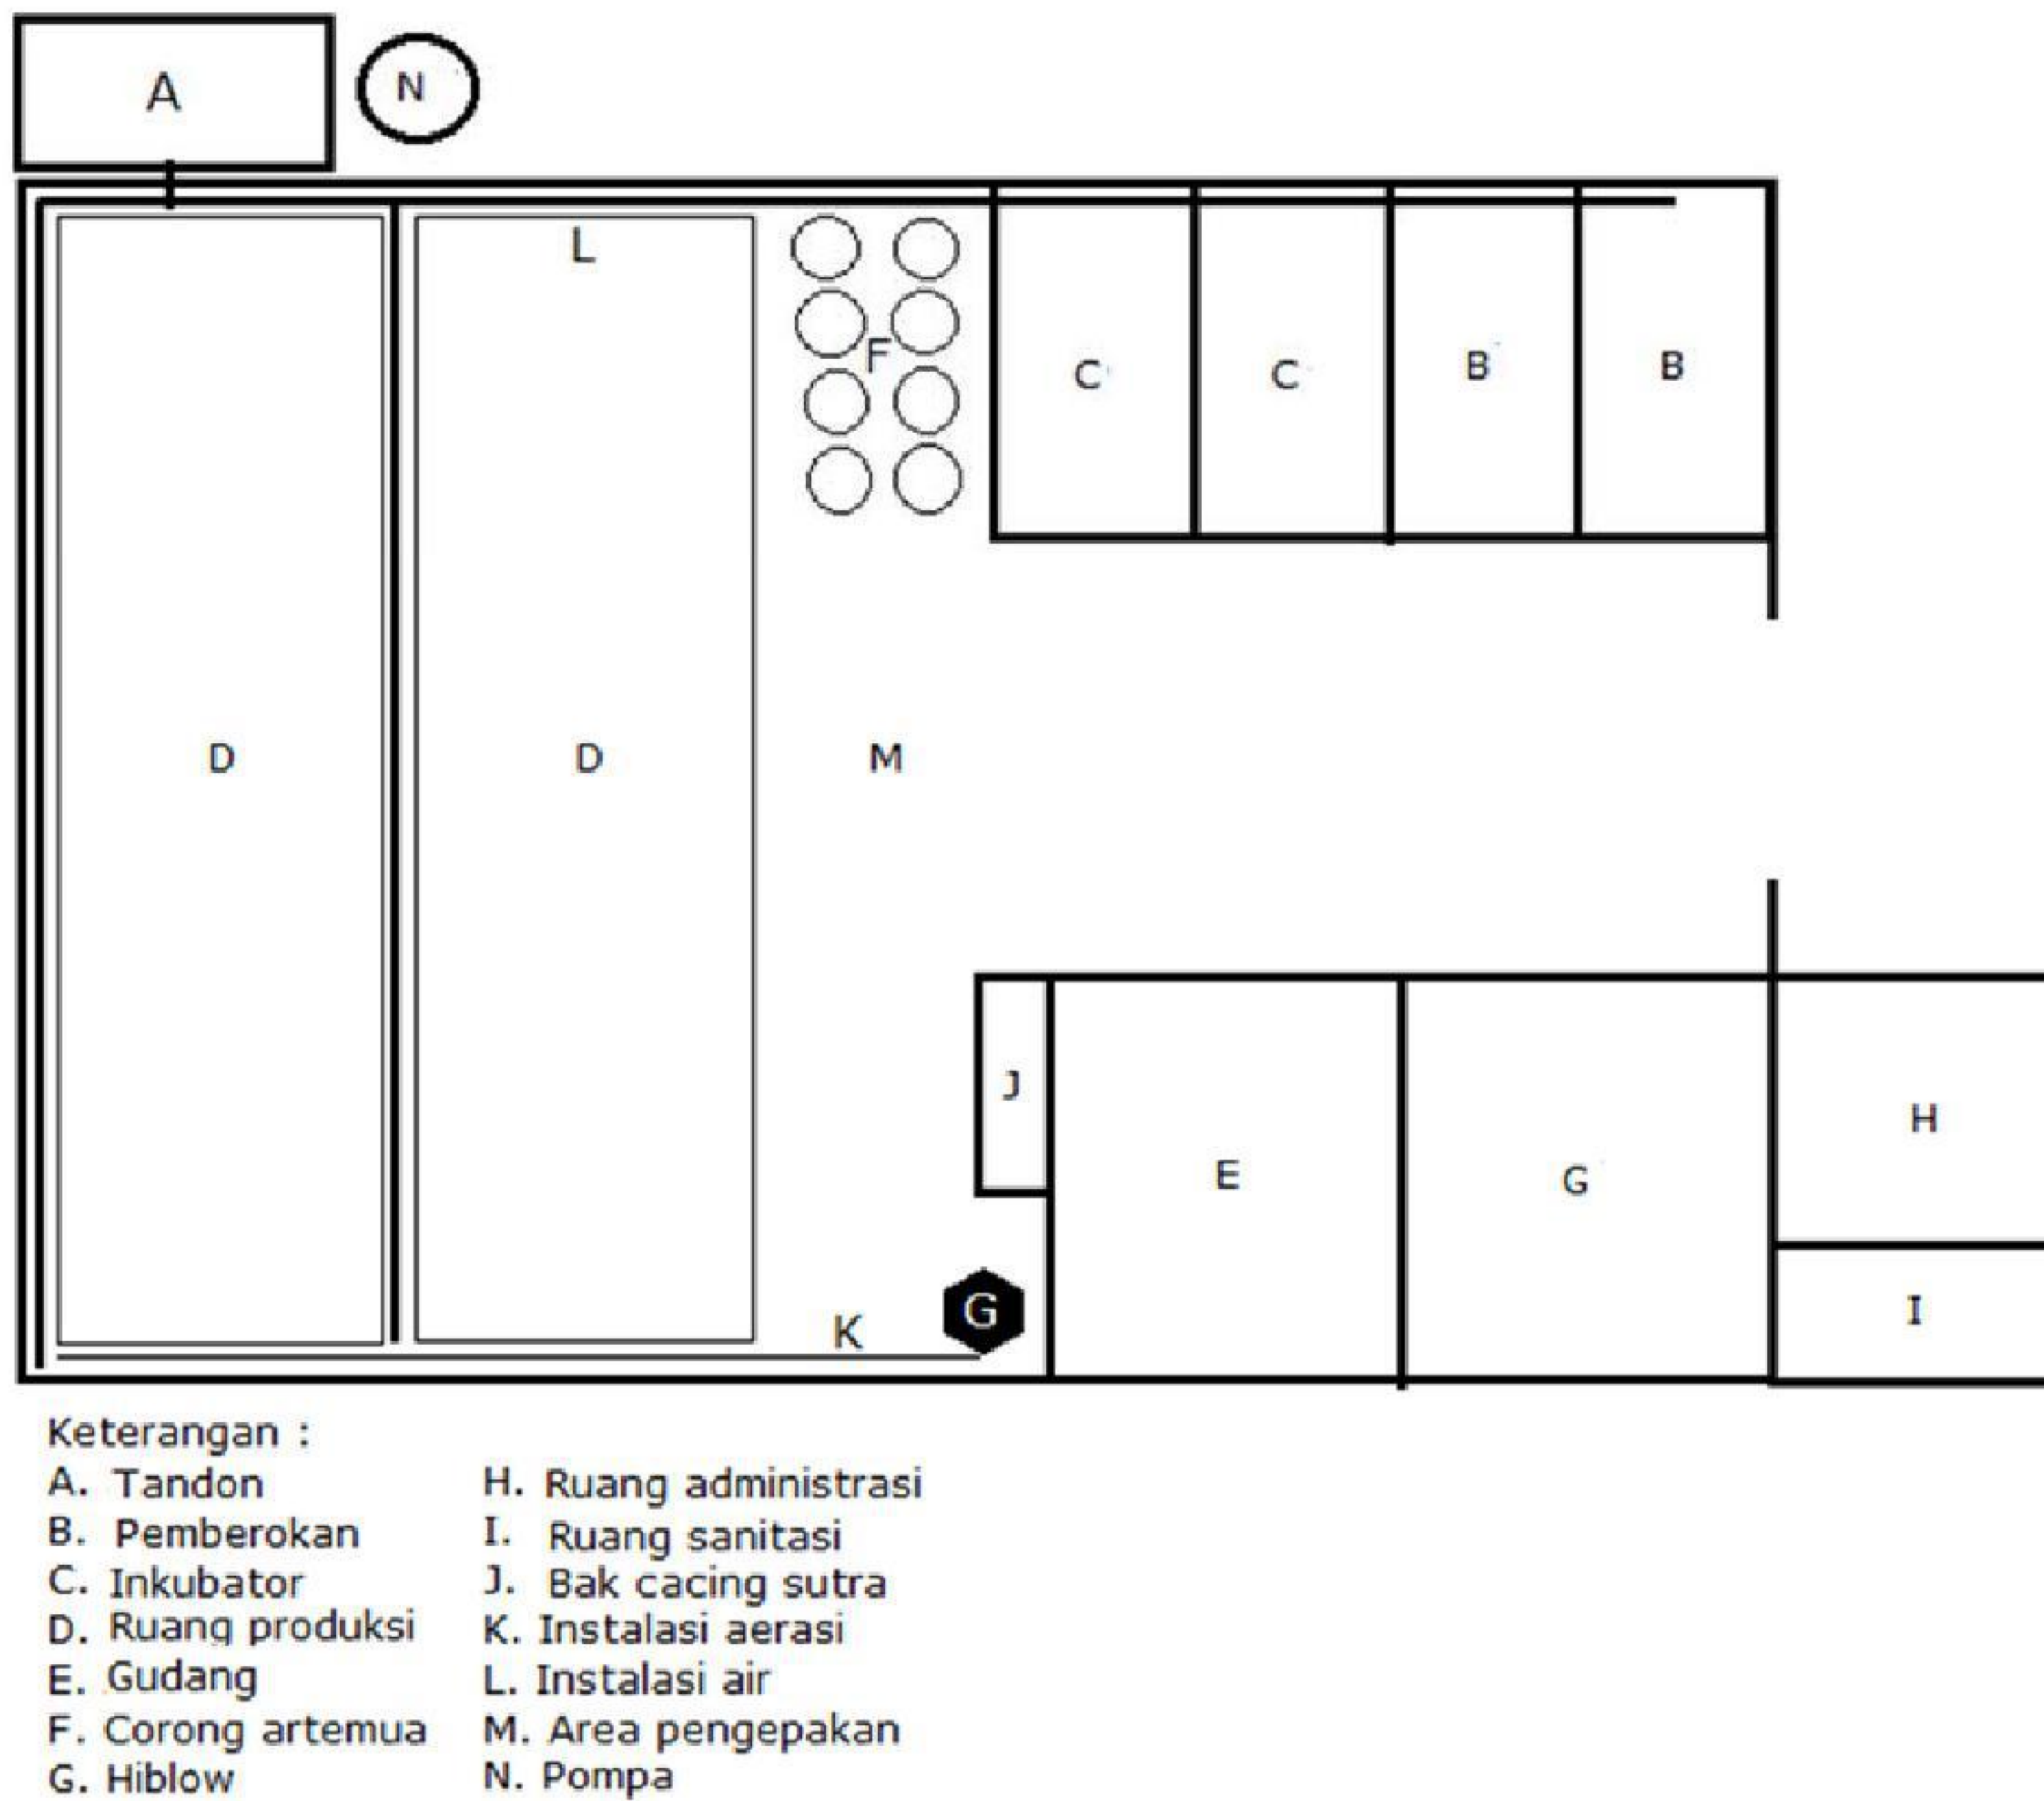 A
N
L
F
C
C
B
B
D
D
M
J
H
E
G
G
K
I
Keterangan :
A. Tandon
B. Pemberokan
C. Inkubator
D. Ruang produksi
E. Gudang
F. Corong artemua
G. Hiblow
H. Ruang administrasi
I. Ruang sanitasi
J. Bak cacing sutra
K. Instalasi aerasi
L. Instalasi air
M. Area pengepakan
N. Pompa